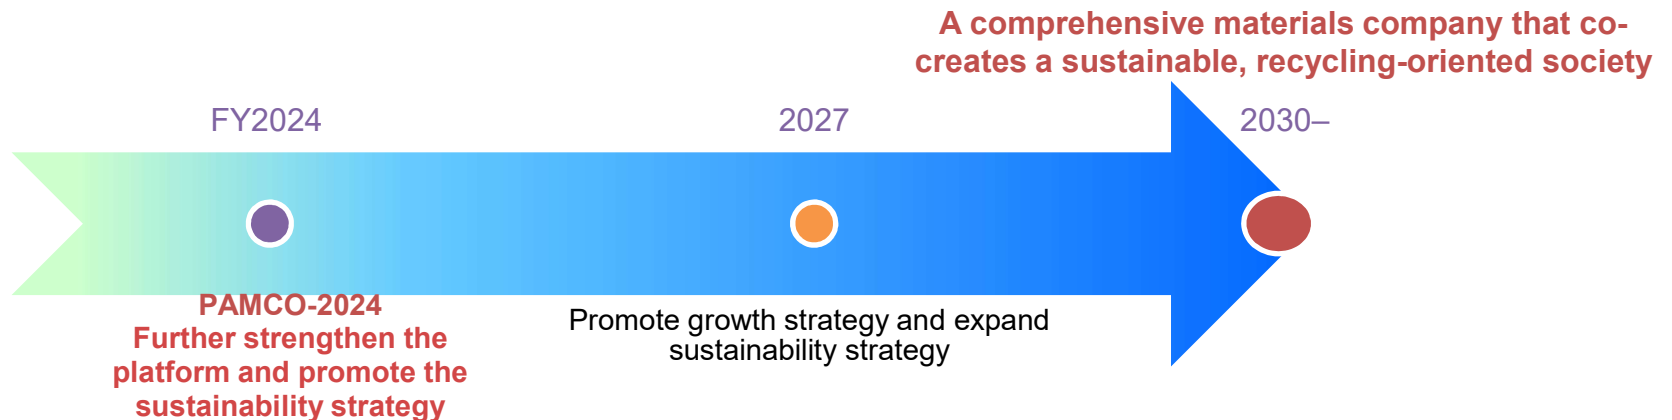 A comprehensive materials company that co-
creates a sustainable, recycling-oriented society
FY2024
2027
2030–
PAMCO-2024
Further strengthen the
platform and promote the
sustainability strategy
Promote growth strategy and expand
sustainability strategy